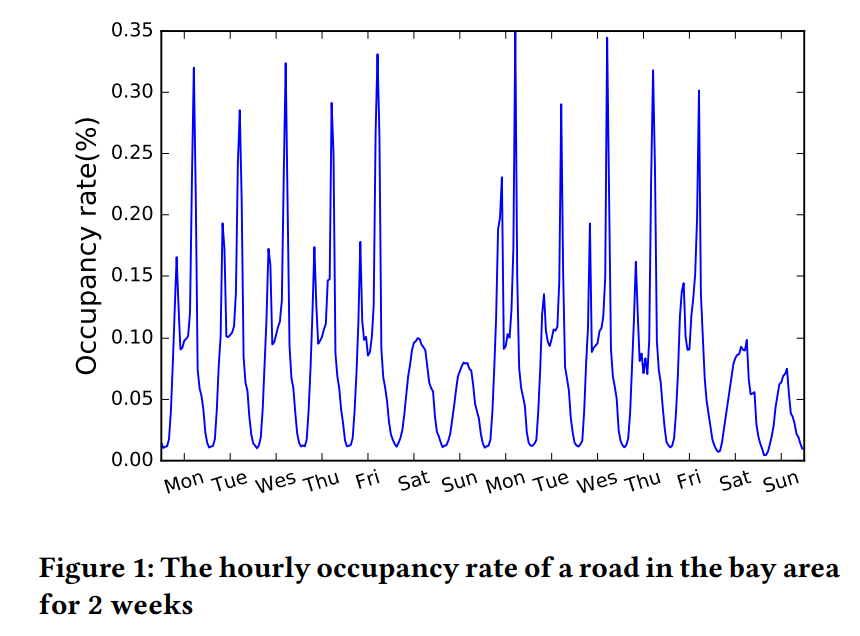 0.35
0.30
0.25
0.20
0.15
0.10
0.05
0.00
Occupancy rate(%)
Mon Tue Wes Thu Fri Sat Sun Mon Tue Wes Thu Fri Sat Sun
Figure 1: The hourly occupancy rate of a road in the bay area
for 2 weeks